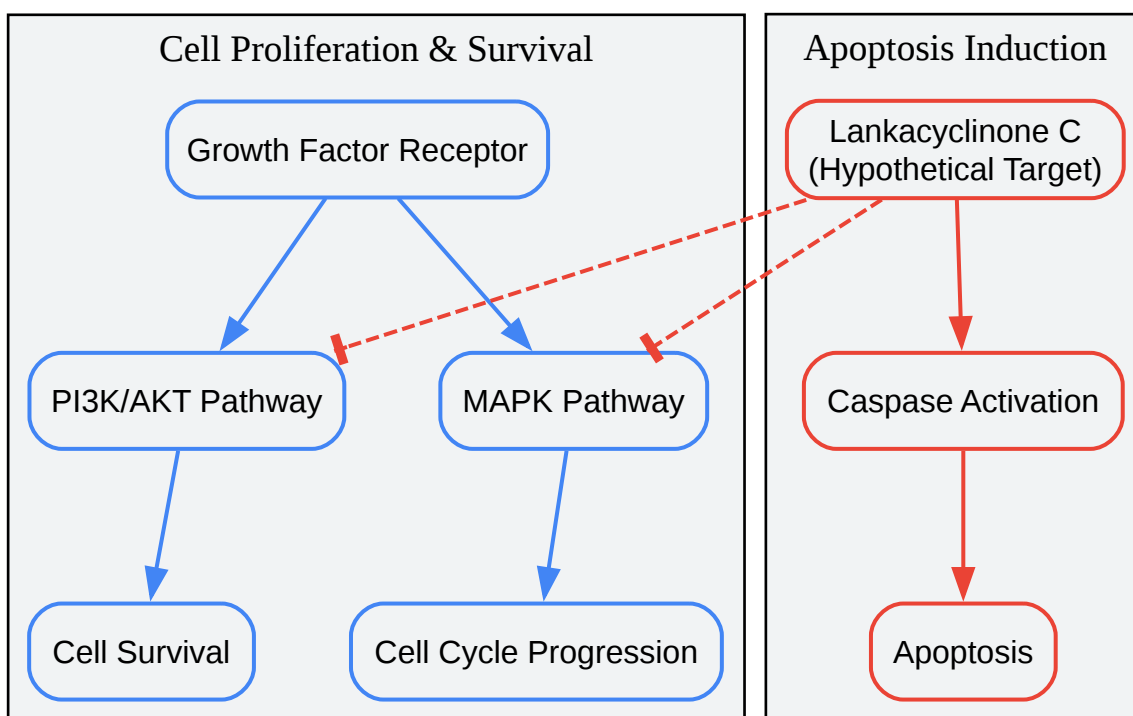 Cell Proliferation & Survival
Growth Factor Receptor
PI3K/AKT Pathway
MAPK Pathway
Cell Survival
Cell Cycle Progression
Apoptosis Induction
Lankacyclinone C
(Hypothetical Target)
Caspase Activation
Apoptosis